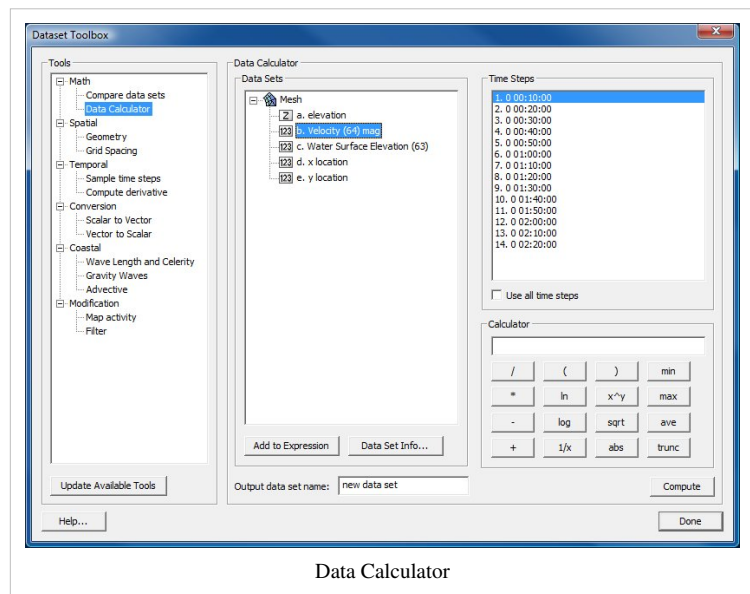 Dataset Toolbox
Tools
Math
Compare data sets
Data Calculator
Spatial
Geometry
Grid Spacing
Temporal
Sample time steps
Compute derivative
Conversion
Scalar to Vector
Vector to Scalar
Coastal
Wave Length and Celerity
Gravity Waves
Advective
Modification
Map activity
Filter
Update Available Tools
Data Calculator
Data Sets
Mesh
Z a. elevation
123 b. Velocity (64) mag
123 c. Water Surface Elevation (63)
123 d. x location
123 e. y location
Add to Expression Data Set Info...
Time Steps
1. 0 00:10:00
2. 0 00:20:00
3. 0 00:30:00
4. 0 00:40:00
5. 0 00:50:00
6. 0 01:00:00
7. 0 01:10:00
8. 0 01:20:00
9. 0 01:30:00
10. 0 01:40:00
11. 0 01:50:00
12. 0 02:00:00
13. 0 02:10:00
14. 0 02:20:00
Use all time steps
Calculator
/ ( ) min
* ln x^y max
- log sqrt ave
+ 1/x abs trunc
Output data set name: new data set
Compute
Help...
Done
Data Calculator